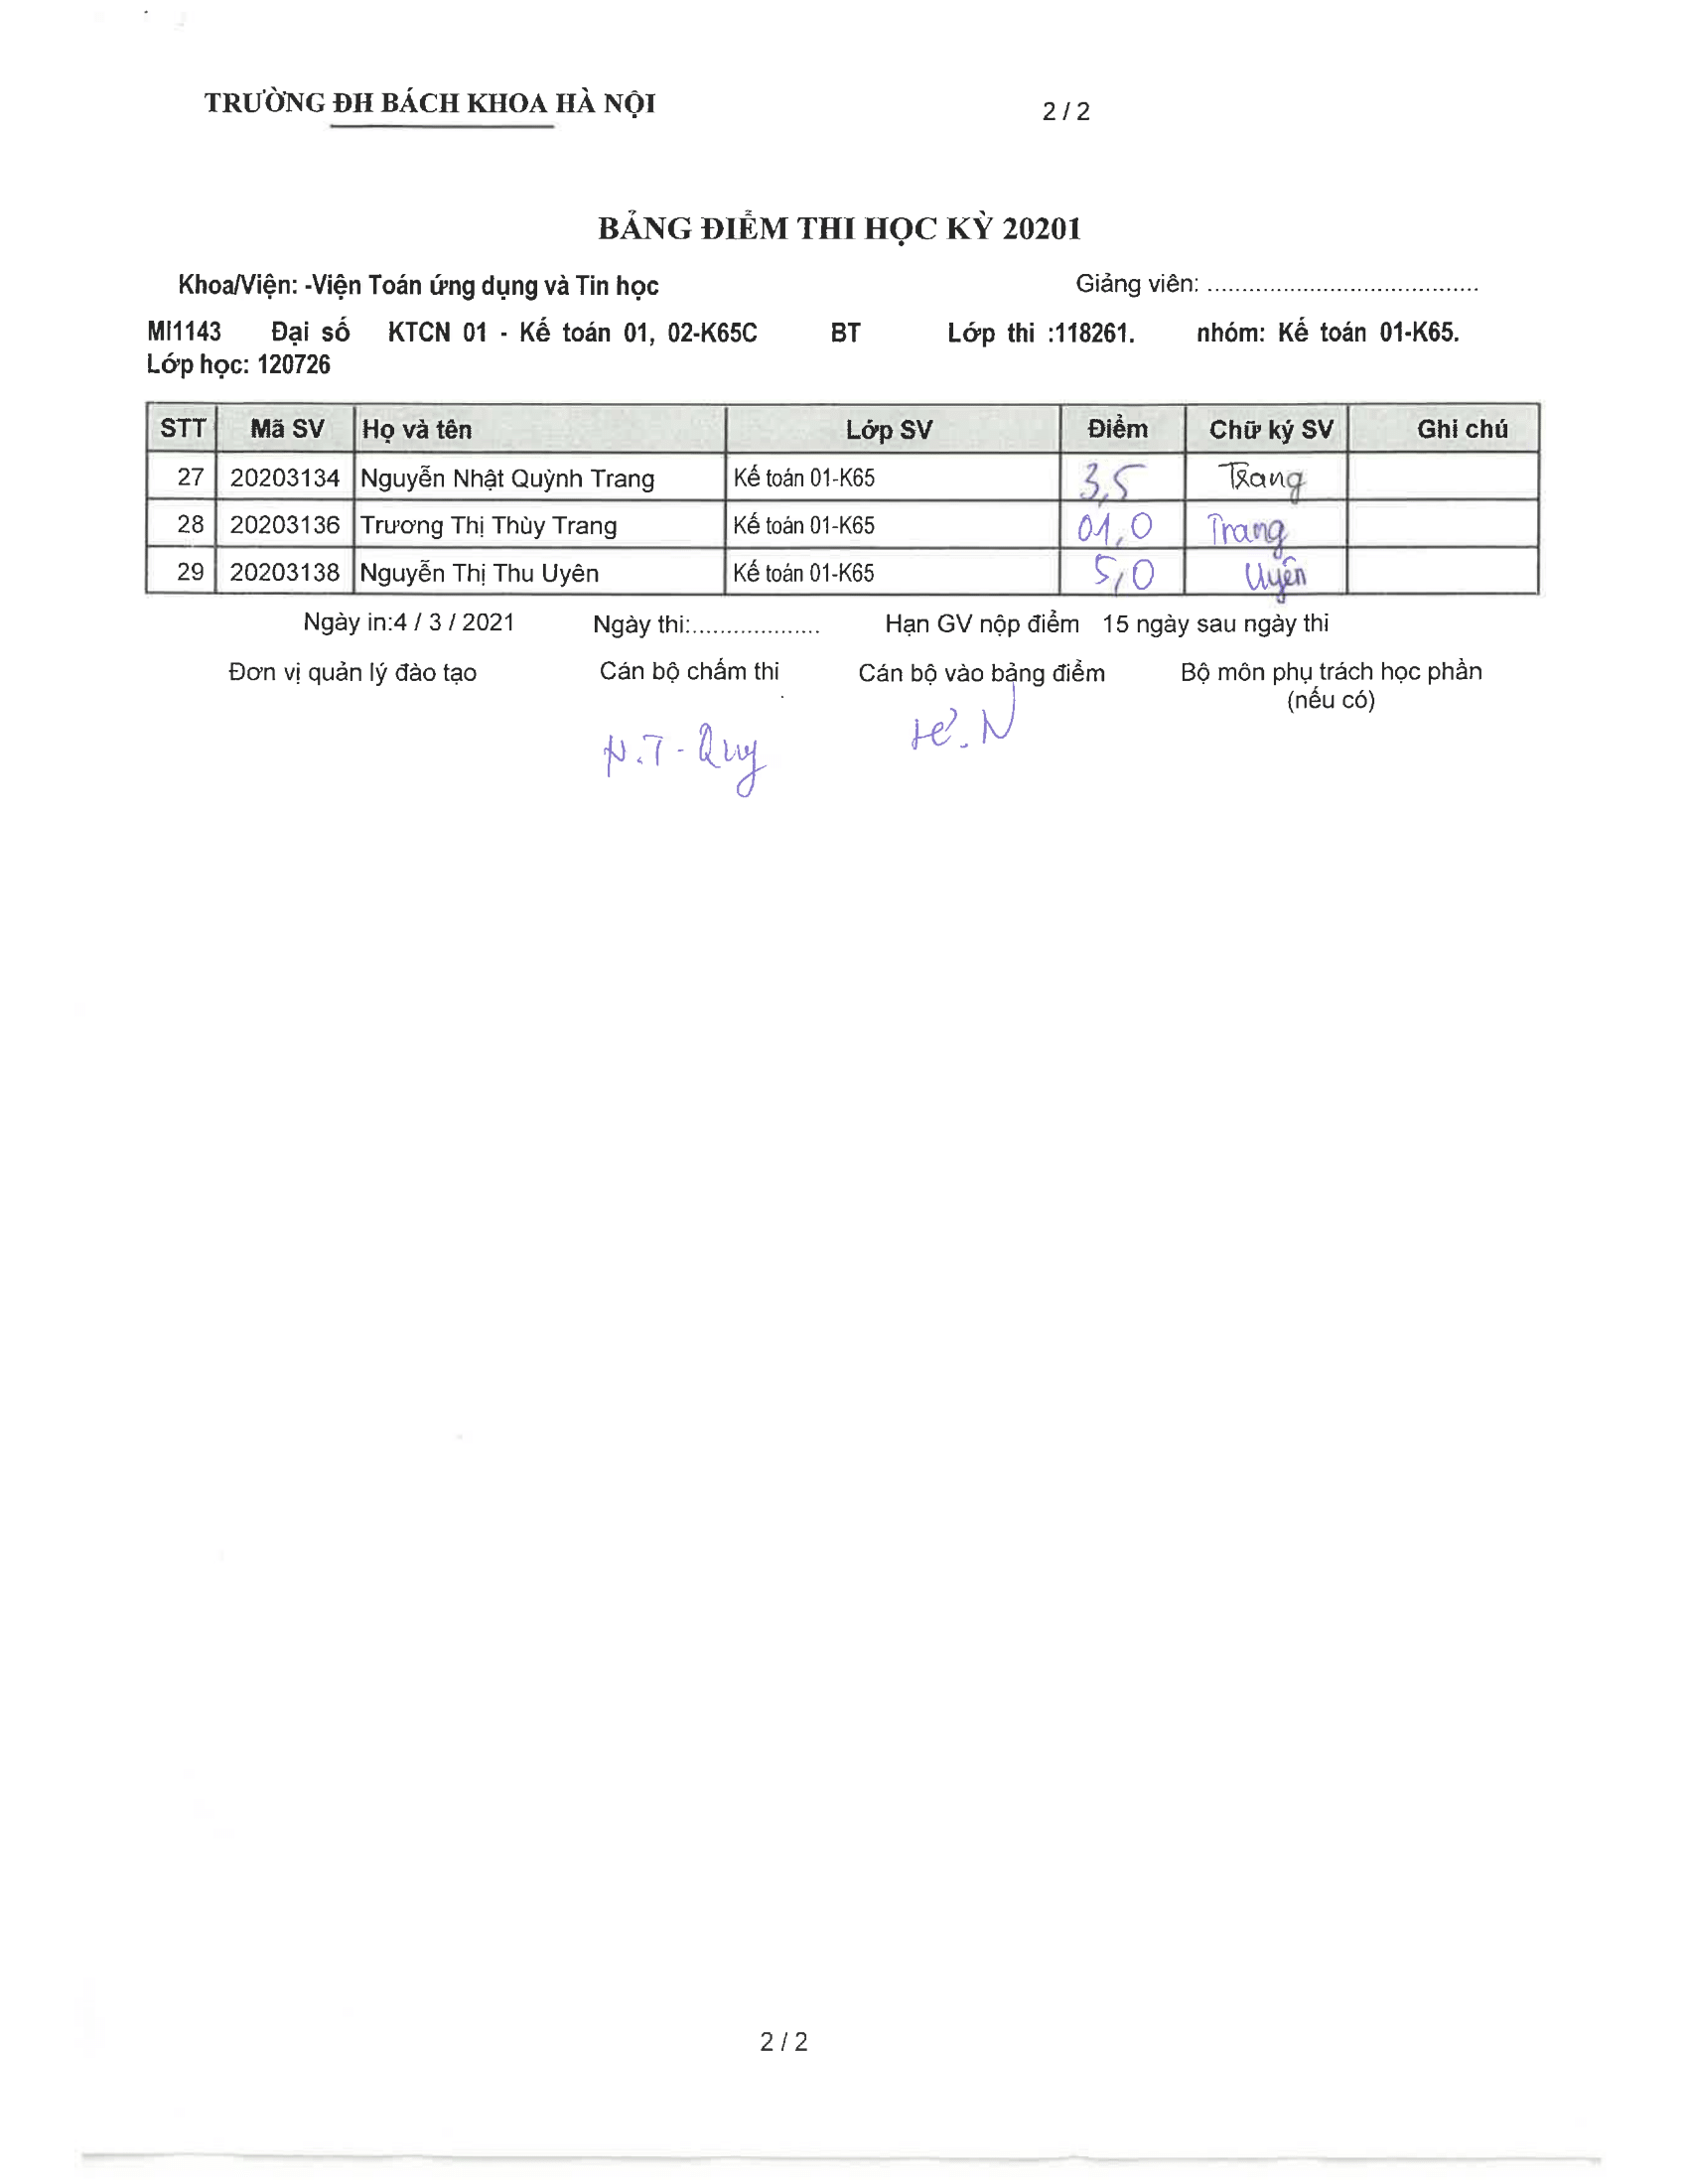 TRƯỜNG ĐH BÁCH KHOA HÀ NỘI 2 / 2
BẢNG ĐIỂM THI HỌC KỲ 20201
Khoa/Viện: -Viện Toán ứng dụng và Tin học Giảng viên: .......................................
MI1143 Đại số KTCN 01 - Kế toán 01, 02-K65C BT Lớp thi :118261. nhóm: Kế toán 01-K65.
Lớp học: 120726
STT Mã SV Họ và tên Lớp SV Điểm Chữ ký SV Ghi chú
27 20203134 Nguyễn Nhật Quỳnh Trang Kế toán 01-K65 3,5 Trang
28 20203136 Trương Thị Thùy Trang Kế toán 01-K65 01,0 Trang
29 20203138 Nguyễn Thị Thu Uyên Kế toán 01-K65 5,0 Uyên
Ngày in:4 / 3 / 2021 Ngày thi:................... Hạn GV nộp điểm 15 ngày sau ngày thi
Đơn vị quản lý đào tạo Cán bộ chấm thi Cán bộ vào bảng điểm Bộ môn phụ trách học phần
(nếu có)
N.T-Quy
2 / 2